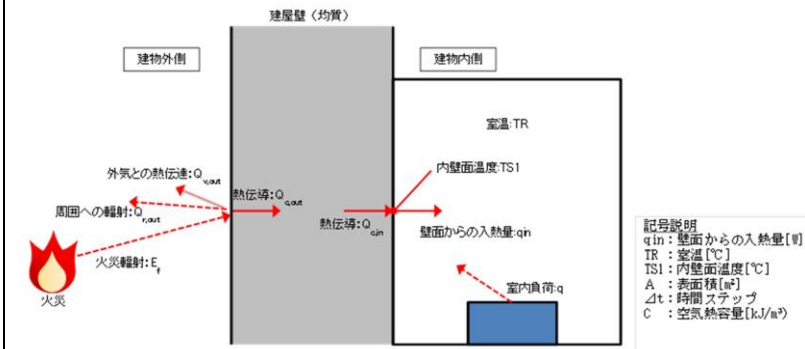 建屋壁（均質）
建物外側
建物内側
室温:TR
外気との熱伝達:Qv,out
内壁面温度:TS1
熱伝導:Qc,out
周囲への輻射:Qr,out
熱伝導:Qc,in
壁面からの入熱量:qin
火災輻射:Ef
室内負荷:q
火災
記号説明
qin：壁面からの入熱量[W]
TR ：室温[℃]
TS1：内壁面温度[℃]
A ：表面積[㎡]
⊿t：時間ステップ
C ：空気熱容量[kJ/m³)